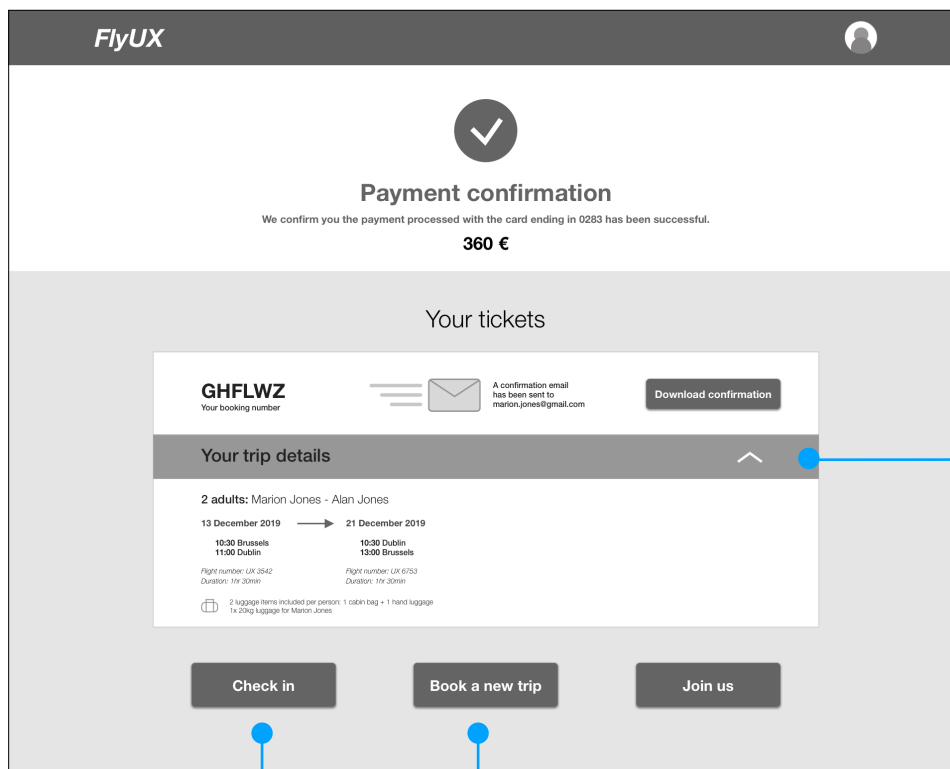 FlyUX
Payment confirmation
We confirm you the payment processed with the card ending in 0283 has been successful.
360 €
Your tickets
GHFLWZ
Your booking number
A confirmation email
has been sent to
marion.jones@gmail.com
Download confirmation
Your trip details
2 adults: Marion Jones - Alan Jones
13 December 2019
21 December 2019
10:30 Brussels
11:00 Dublin
10:30 Dublin
13:00 Brussels
Flight number: UX 3542
Duration: 1hr 30min
Flight number: UX 6753
Duration: 1hr 30min
2 luggage items included per person: 1 cabin bag + 1 hand luggage
1x 20kg luggage for Marion Jones
Check in
Book a new trip
Join us